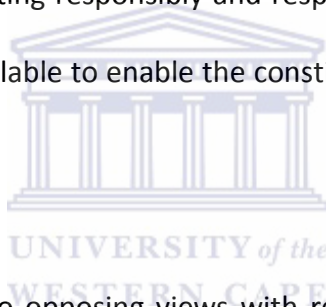 ting responsibly and resp
lable to enable the const
UNIVERSITY of the
WESTERN CAPE
o opposing views with re